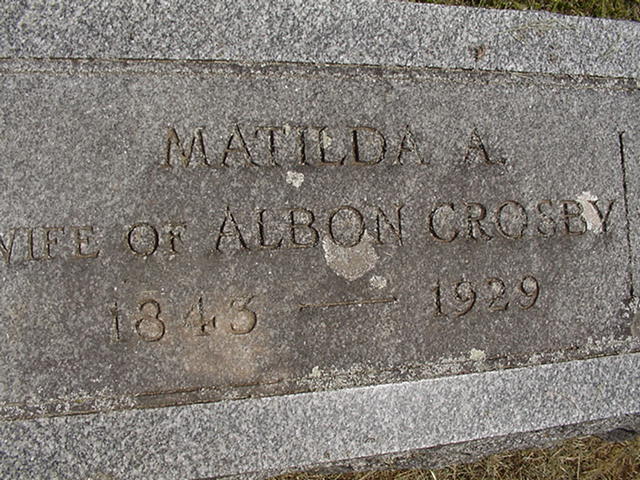 MATILDA A.
WIFE OF ALBON CROSBY
1843 — 1929